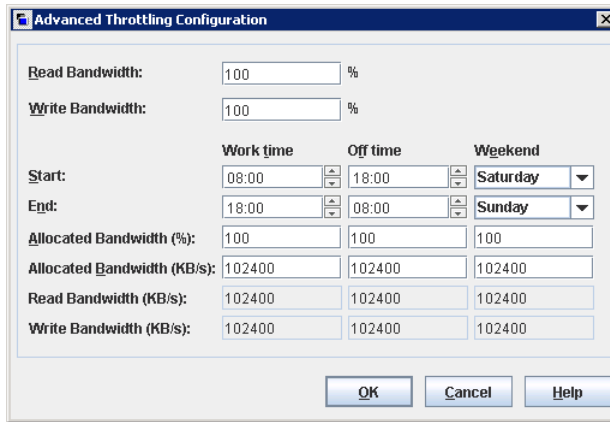 Advanced Throttling Configuration
Read Bandwidth: 100 %
Write Bandwidth: 100 %
Work time Off time Weekend
Start: 08:00 18:00 Saturday
End: 18:00 08:00 Sunday
Allocated Bandwidth (%): 100 100 100
Allocated Bandwidth (KB/s): 102400 102400 102400
Read Bandwidth (KB/s): 102400 102400 102400
Write Bandwidth (KB/s): 102400 102400 102400
OK Cancel Help